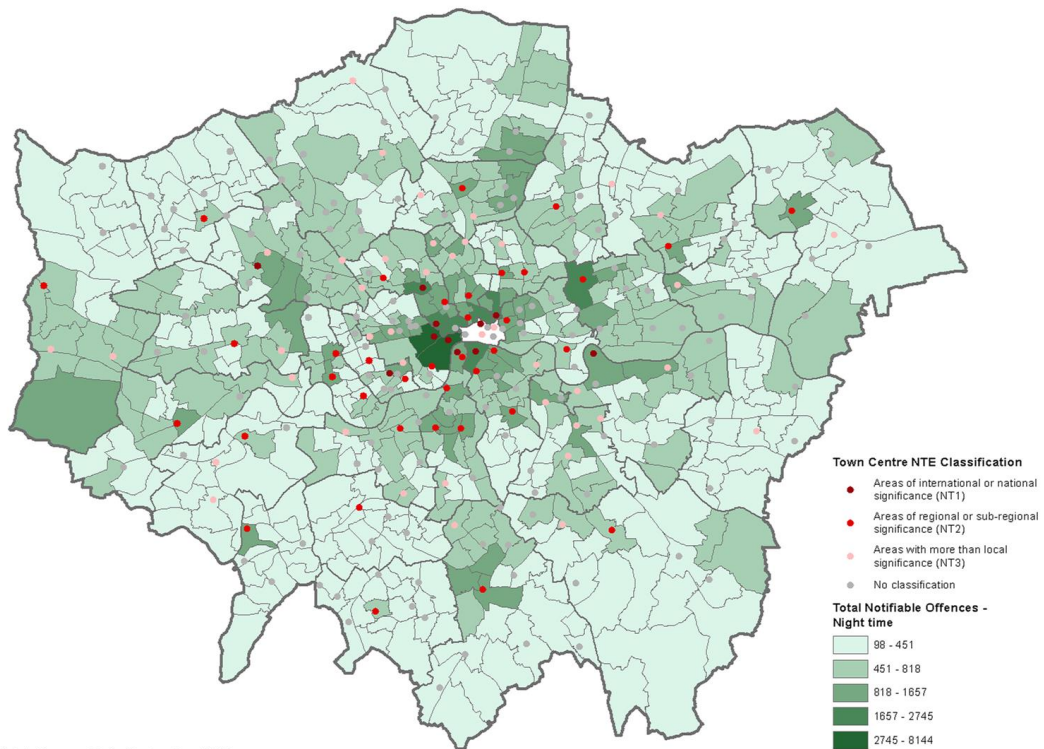 Town Centre NTE Classification
Areas of international or national
significance (NT1)
Areas of regional or sub-regional
significance (NT2)
Areas with more than local
significance (NT3)
No classification
Total Notifiable Offences -
Night time
98 - 451
451 - 818
818 - 1657
1657 - 2745
2745 - 8144